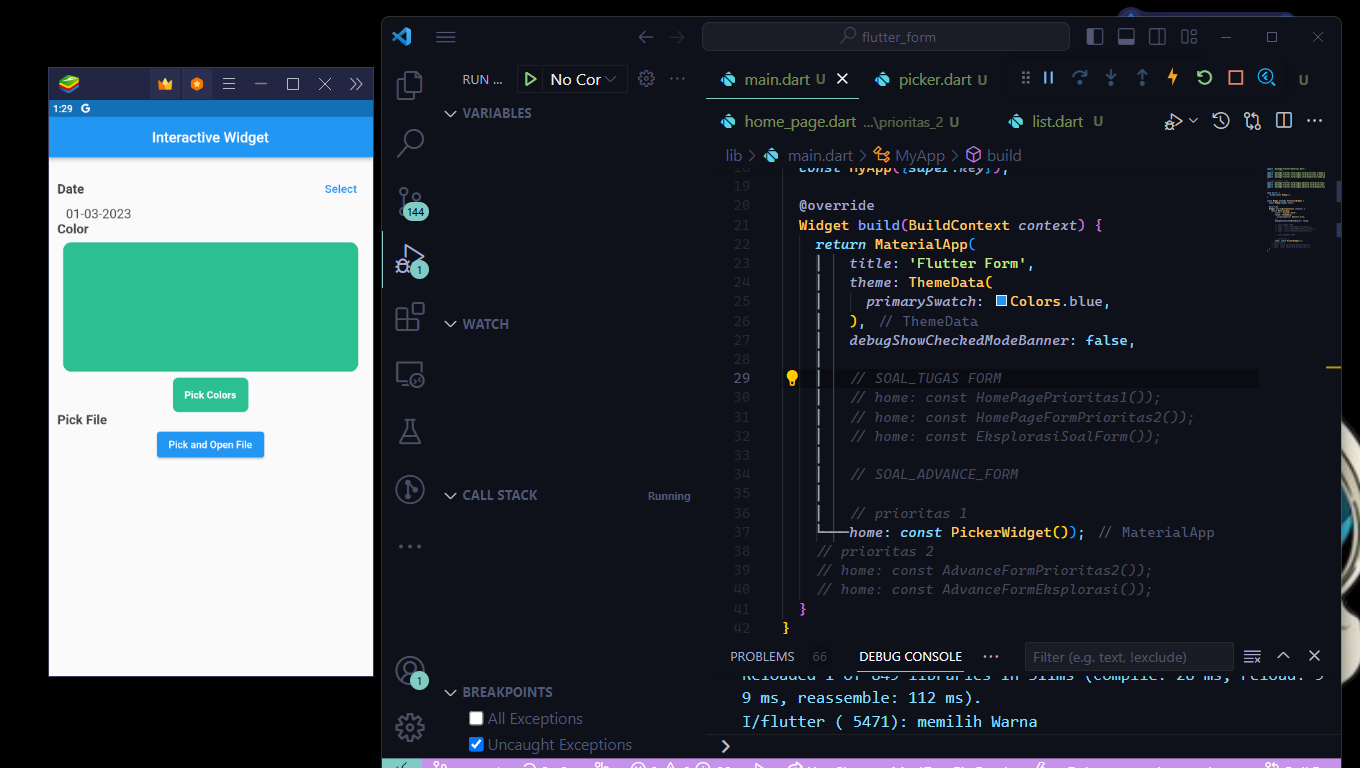 1:29 G
Interactive Widget
Date
Select
01-03-2023
Color
Pick Colors
Pick File
Pick and Open File
flutter_form
RUN ...
No Cor
VARIABLES
144
1
WATCH
CALL STACK
Running
1
BREAKPOINTS
All Exceptions
Uncaught Exceptions
main.dart U
picker.dart U
U
home_page.dart ...\prioritas_2 U
list.dart U
lib > main.dart > MyApp > build
18 const MyApp({super.key});
19
20 @override
21 Widget build(BuildContext context) {
22 return MaterialApp(
23 title: 'Flutter Form',
24 theme: ThemeData(
25 primarySwatch: Colors.blue,
26 ), // ThemeData
27 debugShowCheckedModeBanner: false,
28
29 // SOAL_TUGAS FORM
30 // home: const HomePagePrioritas1());
31 // home: const HomePageFormPrioritas2());
32 // home: const EksplorasiSoalForm());
33
34 // SOAL_ADVANCE_FORM
35
36 // prioritas 1
37 home: const PickerWidget()); // MaterialApp
38 // prioritas 2
39 // home: const AdvanceFormPrioritas2());
40 // home: const AdvanceFormEksplorasi());
41 }
42 }
PROBLEMS 66
DEBUG CONSOLE
Filter (e.g. text, !exclude)
Reloaded 1 of 849 libraries in 511ms (compile: 28 ms, reload: 9
9 ms, reassemble: 112 ms).
I/flutter ( 5471): memilih Warna